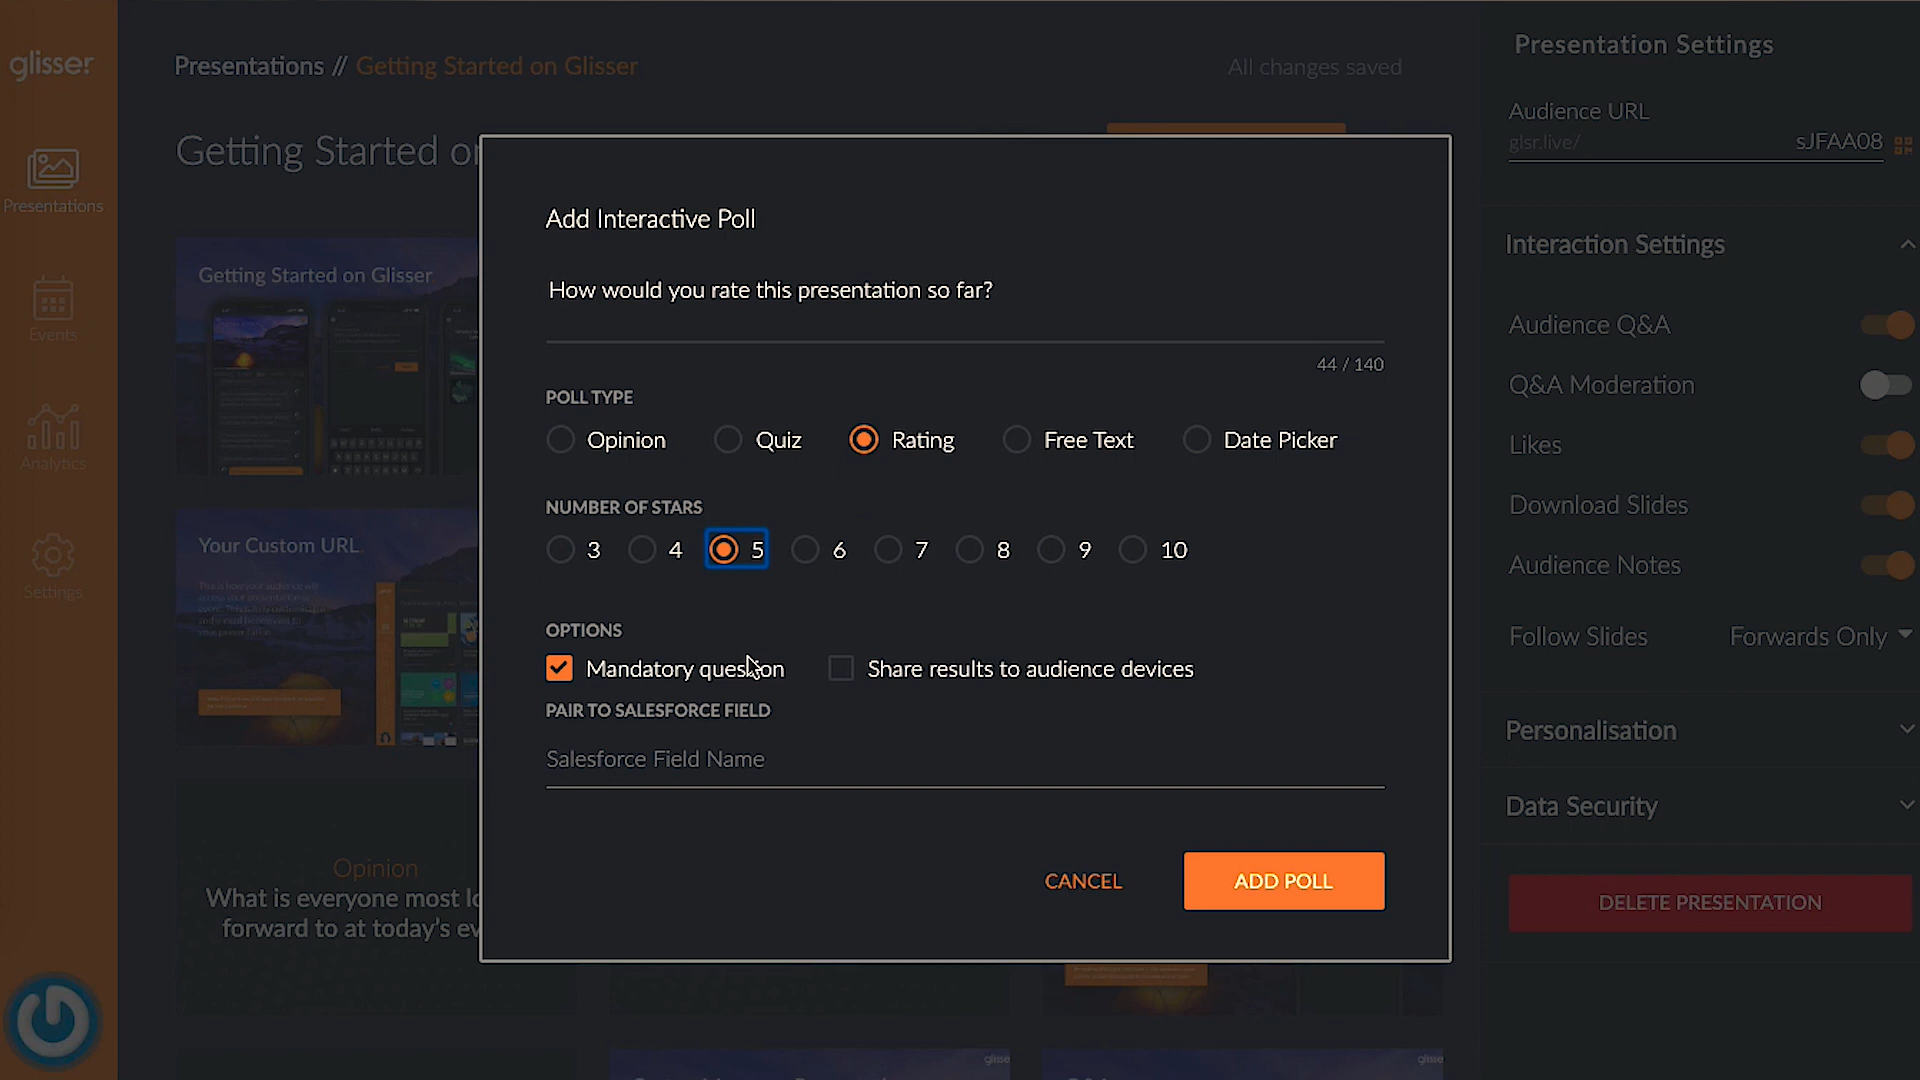 glisser
Presentations
Events
Analytics
Settings
Presentations // Getting Started on Glisser
All changes saved
Getting Started on
Getting Started on Glisser
Your Custom URL
Opinion
What is everyone most lo
forward to at today's ev
Add Interactive Poll
How would you rate this presentation so far?
44 / 140
POLL TYPE
Opinion Quiz Rating Free Text Date Picker
NUMBER OF STARS
3 4 5 6 7 8 9 10
OPTIONS
Mandatory question Share results to audience devices
PAIR TO SALESFORCE FIELD
Salesforce Field Name
CANCEL ADD POLL
glisser glisser
Presentation Settings
Audience URL
glsr.live/ sJFAA08
Interaction Settings
Audience Q&A
Q&A Moderation
Likes
Download Slides
Audience Notes
Follow Slides Forwards Only
Personalisation
Data Security
DELETE PRESENTATION